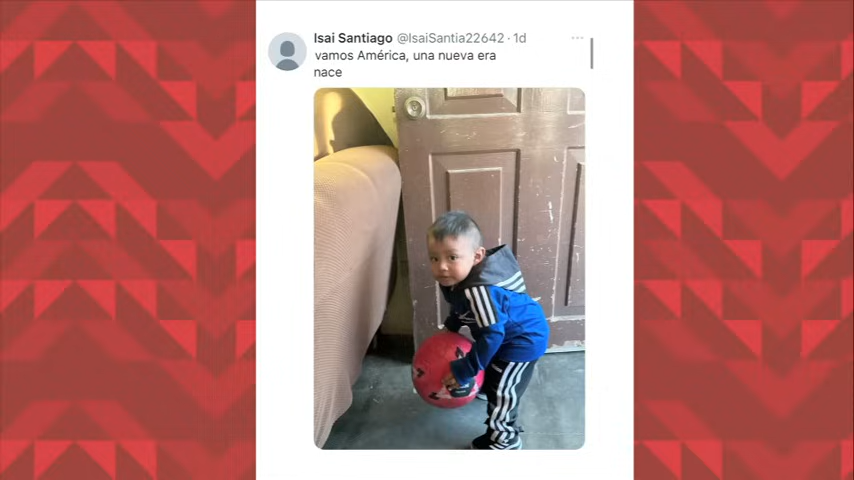 Isai Santiago @IsaiSantia22642 · 1d
vamos América, una nueva era
nace